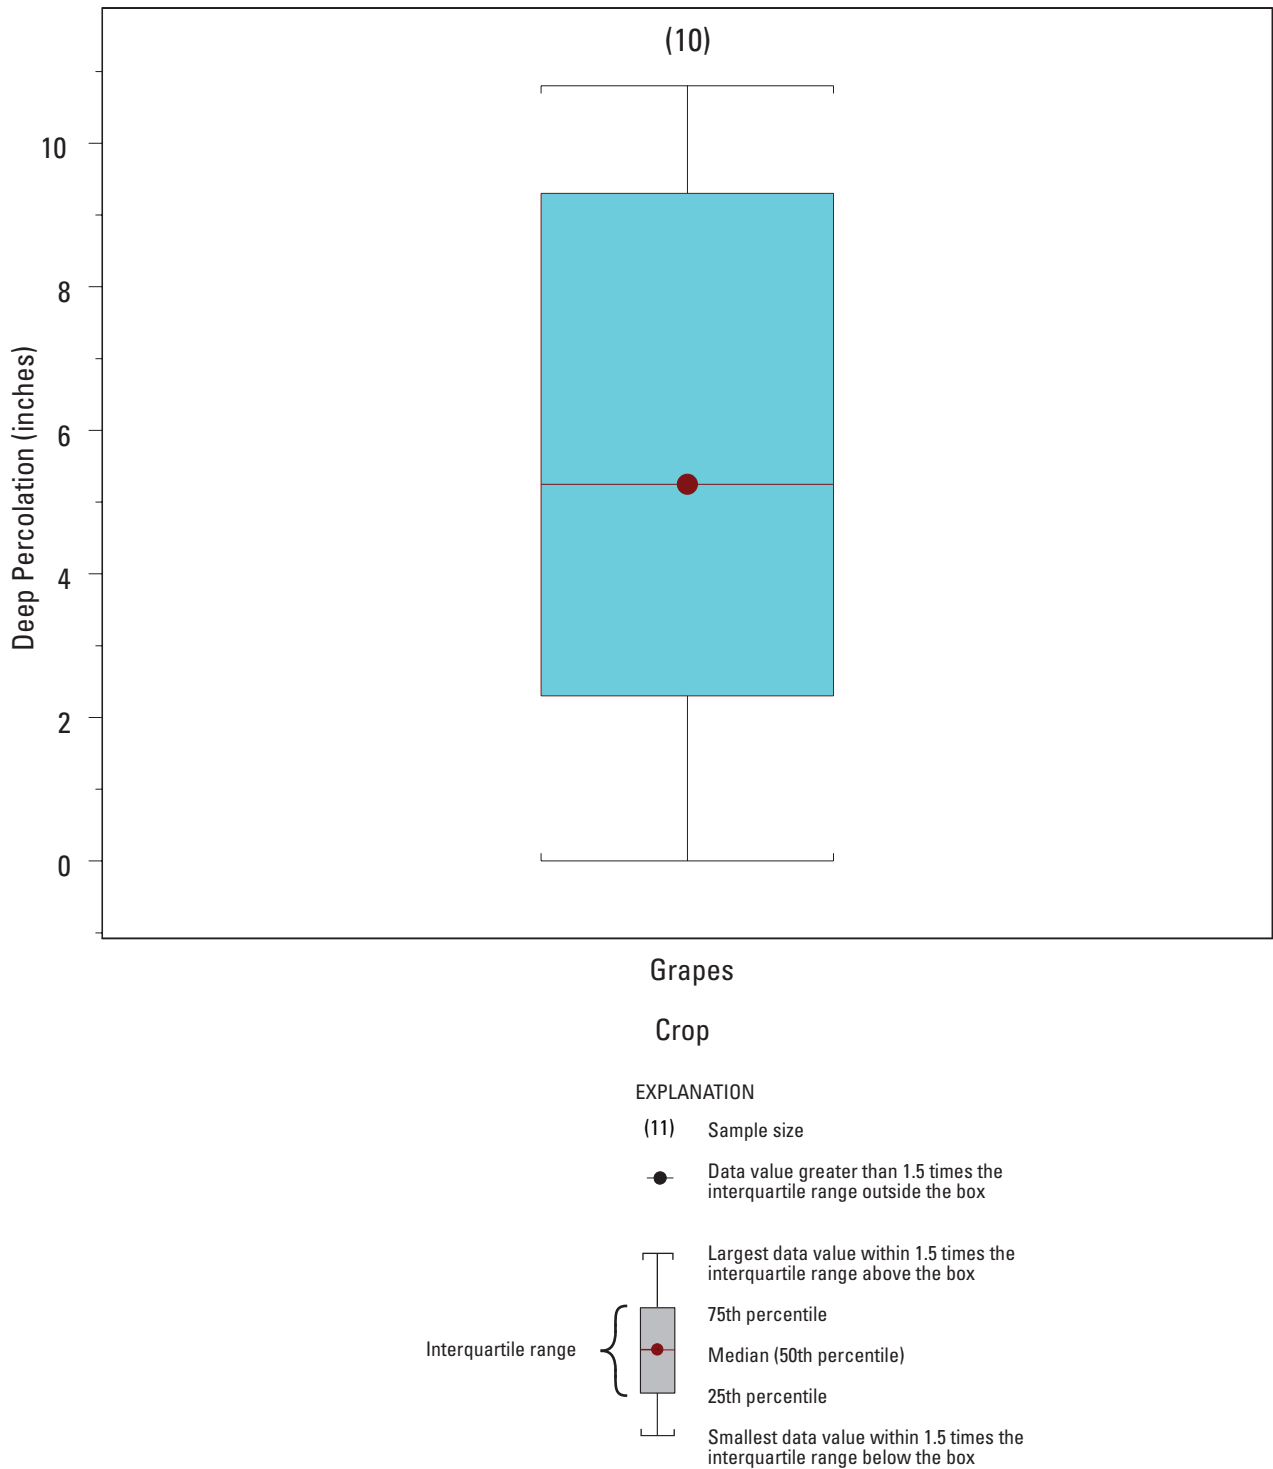 (10)
10
8
6
4
2
0
Deep Percolation (inches)
Grapes
Crop
EXPLANATION
(11) Sample size
Data value greater than 1.5 times the
interquartile range outside the box
Largest data value within 1.5 times the
interquartile range above the box
75th percentile
Interquartile range
Median (50th percentile)
25th percentile
Smallest data value within 1.5 times the
interquartile range below the box